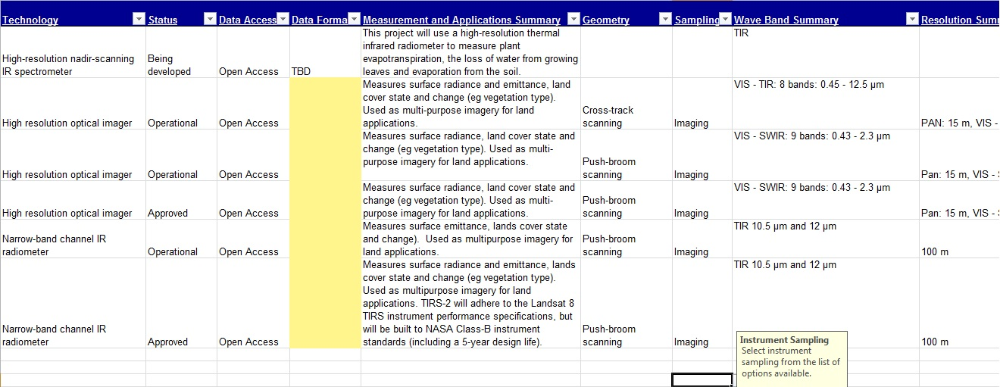 Technology Status Data Access Data Forma Measurement and Applications Summary Geometry Sampling Wave Band Summary Resolution Sum
High-resolution nadir-scanning
IR spectrometer
Being
developed
Open Access
TBD
This project will use a high-resolution thermal
infrared radiometer to measure plant
evapotranspiration, the loss of water from growing
leaves and evaporation from the soil.
TIR
High resolution optical imager
Operational
Open Access
Measures surface radiance and emittance, land
cover state and change (eg vegetation type).
Used as multi-purpose imagery for land
applications.
Cross-track
scanning
Imaging
VIS - TIR: 8 bands: 0.45 - 12.5 µm
PAN: 15 m, VIS -
High resolution optical imager
Operational
Open Access
Measures surface radiance, land cover state and
change (eg vegetation type). Used as multi-
purpose imagery for land applications.
Push-broom
scanning
Imaging
VIS - SWIR: 9 bands: 0.43 - 2.3 µm
Pan: 15 m, VIS -
High resolution optical imager
Approved
Open Access
Measures surface radiance, land cover state and
change (eg vegetation type). Used as multi-
purpose imagery for land applications.
Push-broom
scanning
Imaging
VIS - SWIR: 9 bands: 0.43 - 2.3 µm
Pan: 15 m, VIS -
Narrow-band channel IR
radiometer
Operational
Open Access
Measures surface emittance, lands cover state
and change).  Used as multipurpose imagery for
land applications.
Push-broom
scanning
Imaging
TIR 10.5 µm and 12 µm
100 m
Narrow-band channel IR
radiometer
Approved
Open Access
Measures surface radiance and emittance, lands
cover state and change (eg vegetation type).
Used as multipurpose imagery for land
applications. TIRS-2 will adhere to the Landsat 8
TIRS instrument performance specifications, but
will be built to NASA Class-B instrument
standards (including a 5-year design life).
Push-broom
scanning
Imaging
TIR 10.5 µm and 12 µm
100 m
Instrument Sampling
Select instrument
sampling from the list of
options available.